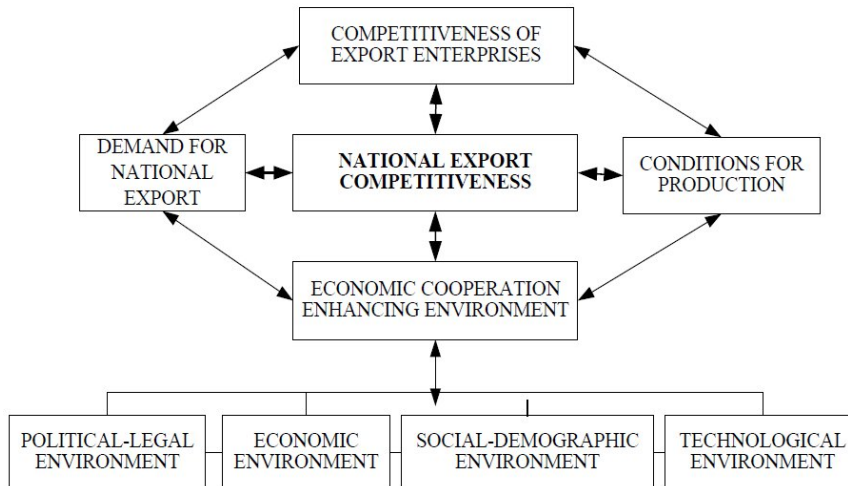 COMPETITIVENESS OF
EXPORT ENTERPRISES
DEMAND FOR
NATIONAL
EXPORT
NATIONAL EXPORT
COMPETITIVENESS
CONDITIONS FOR
PRODUCTION
ECONOMIC COOPERATION
ENHANCING ENVIRONMENT
POLITICAL-LEGAL
ENVIRONMENT
ECONOMIC
ENVIRONMENT
SOCIAL-DEMOGRAPHIC
ENVIRONMENT
TECHNOLOGICAL
ENVIRONMENT